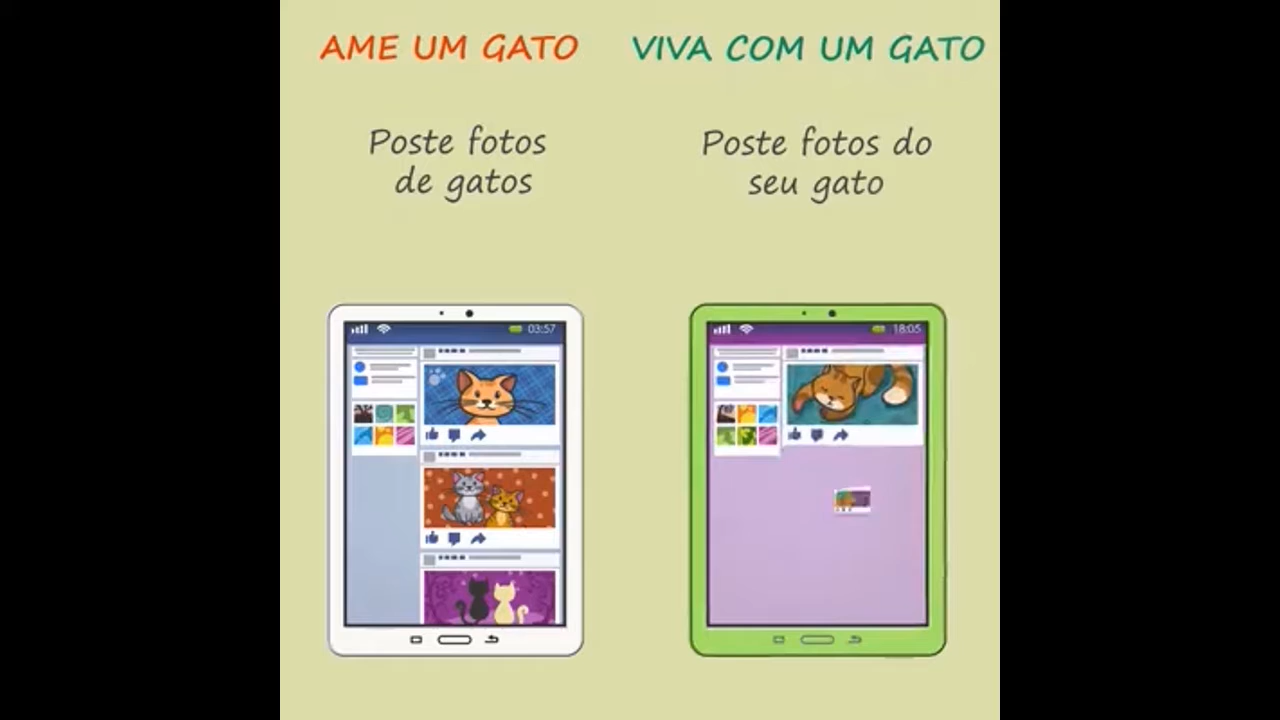 AME UM GATO
VIVA COM UM GATO
Poste fotos
de gatos
Poste fotos do
seu gato
03:57
18:05